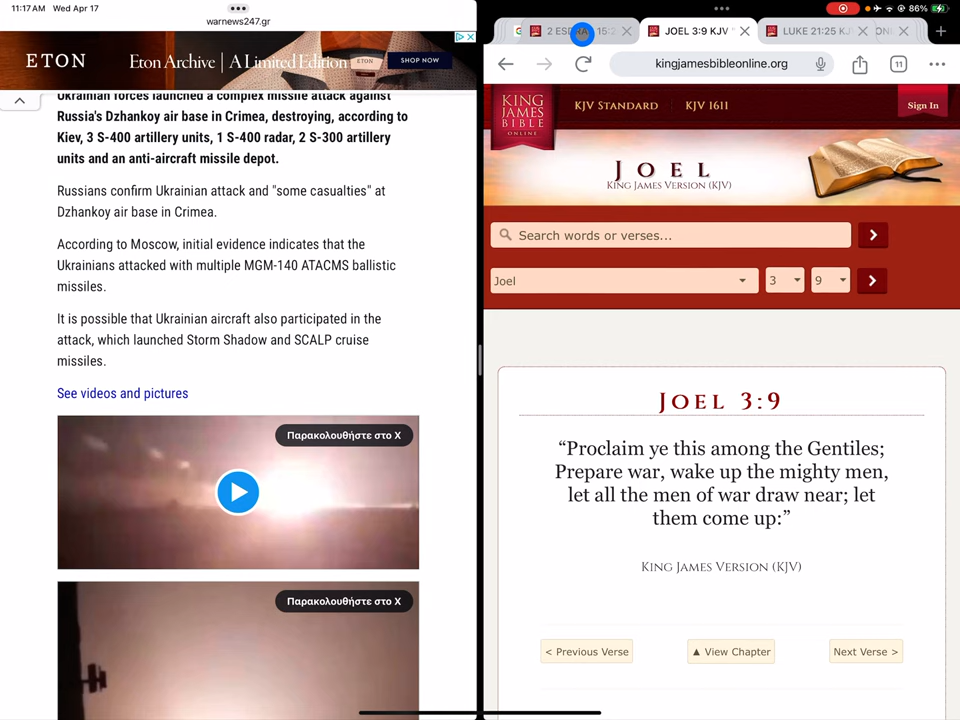 11:17 AM Wed Apr 17
86%
warnews247.gr
ETON
Eton Archive | A Limited Edition
ETON
SHOP NOW
Ukrainian forces launched a complex missile attack against
Russia's Dzhankoy air base in Crimea, destroying, according to
Kiev, 3 S-400 artillery units, 1 S-400 radar, 2 S-300 artillery
units and an anti-aircraft missile depot.
Russians confirm Ukrainian attack and "some casualties" at
Dzhankoy air base in Crimea.
According to Moscow, initial evidence indicates that the
Ukrainians attacked with multiple MGM-140 ATACMS ballistic
missiles.
It is possible that Ukrainian aircraft also participated in the
attack, which launched Storm Shadow and SCALP cruise
missiles.
See videos and pictures
Παρακολουθήστε στο X
Παρακολουθήστε στο X
JOEL 3:9 KJV
LUKE 21:25 KJ
kingjamesbibleonline.org
11
KING
JAMES
BIBLE
ONLINE
KJV STANDARD
KJV 1611
Sign In
JOEL
KING JAMES VERSION (KJV)
Search words or verses...
Joel
3
9
JOEL 3:9
“Proclaim ye this among the Gentiles;
Prepare war, wake up the mighty men,
let all the men of war draw near; let
them come up:”
KING JAMES VERSION (KJV)
< Previous Verse
▲ View Chapter
Next Verse >